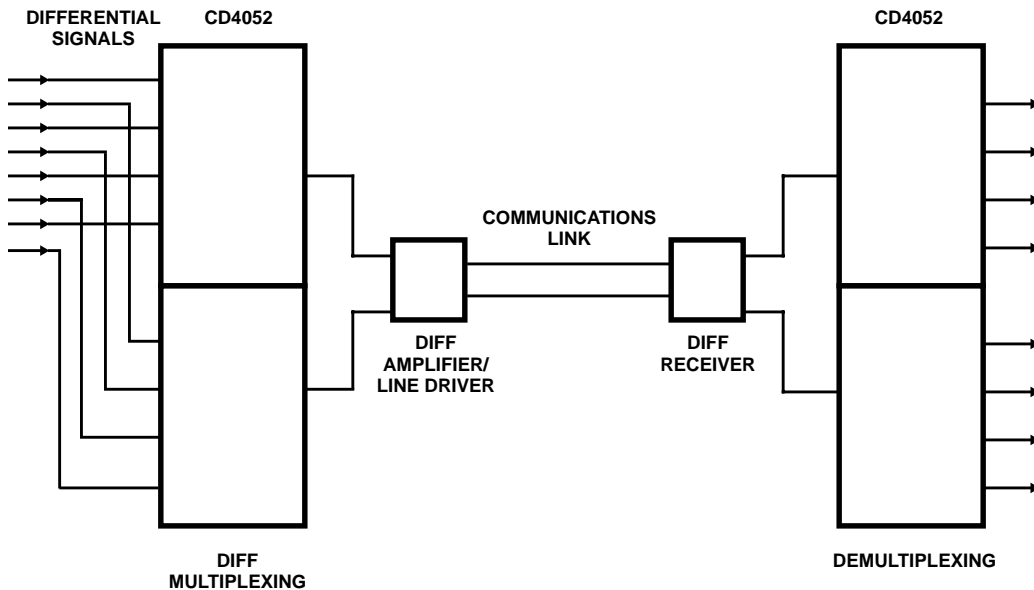 DIFFERENTIAL
SIGNALS
CD4052
CD4052
COMMUNICATIONS
LINK
DIFF
AMPLIFIER/
LINE DRIVER
DIFF
RECEIVER
DIFF
MULTIPLEXING
DEMULTIPLEXING